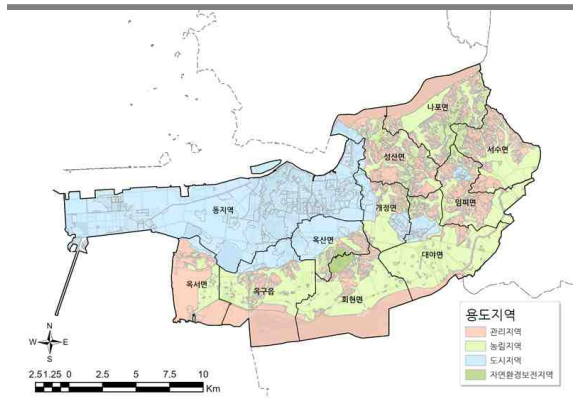 나포면
서수면
성산면
임피면
개정면
동지역
옥산면
대야면
옥서면
옥구읍
회현면
용도지역
관리지역
농림지역
도시지역
자연환경보전지역
N
W E
S
2.51.25 0 2.5 5 7.5 10
Km